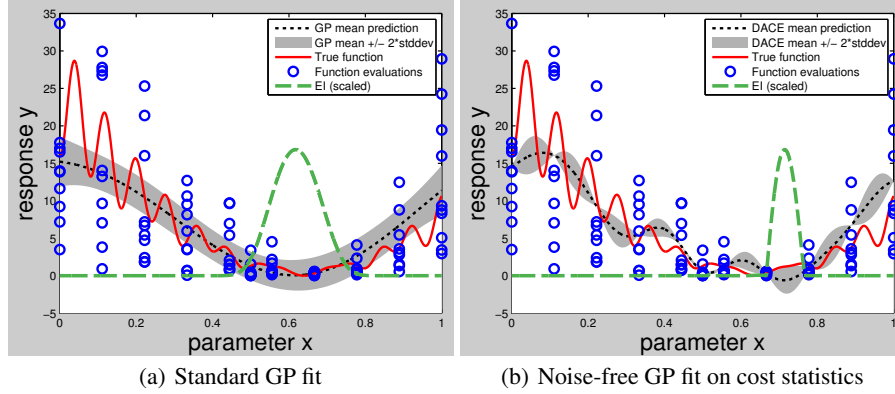 35
30
25
20
15
10
5
0
−5
response y
GP mean prediction
GP mean +/− 2*stddev
True function
Function evaluations
EI (scaled)
0
0.2
0.4
0.6
0.8
1
parameter x
(a) Standard GP fit
35
30
25
20
15
10
5
0
−5
response y
DACE mean prediction
DACE mean +/− 2*stddev
True function
Function evaluations
EI (scaled)
0
0.2
0.4
0.6
0.8
1
parameter x
(b) Noise-free GP fit on cost statistics